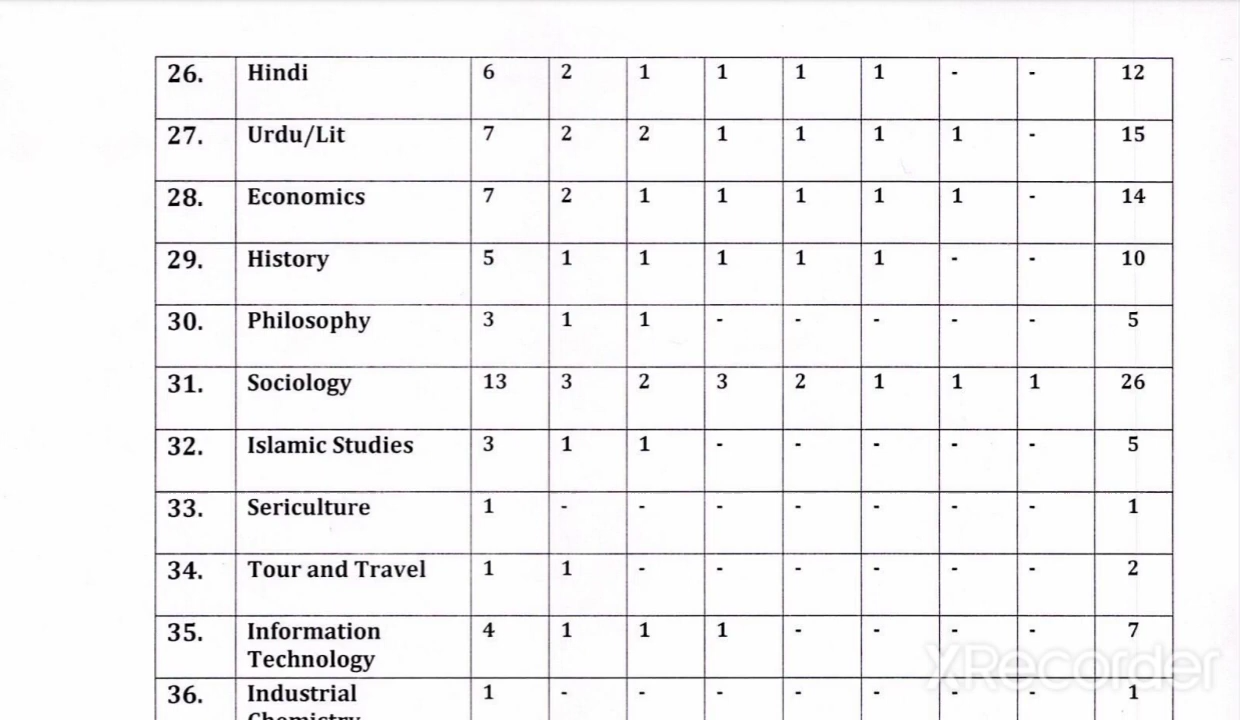 26. Hindi 6 2 1 1 1 1 - - 12
27. Urdu/Lit 7 2 2 1 1 1 1 - 15
28. Economics 7 2 1 1 1 1 1 - 14
29. History 5 1 1 1 1 1 - - 10
30. Philosophy 3 1 1 - - - - - 5
31. Sociology 13 3 2 3 2 1 1 1 26
32. Islamic Studies 3 1 1 - - - - - 5
33. Sericulture 1 - - - - - - - 1
34. Tour and Travel 1 1 - - - - - - 2
35. Information 4 1 1 1 - - - - 7
Technology
36. Industrial 1 - - - - - - - 1
Chemistry
XRecorder